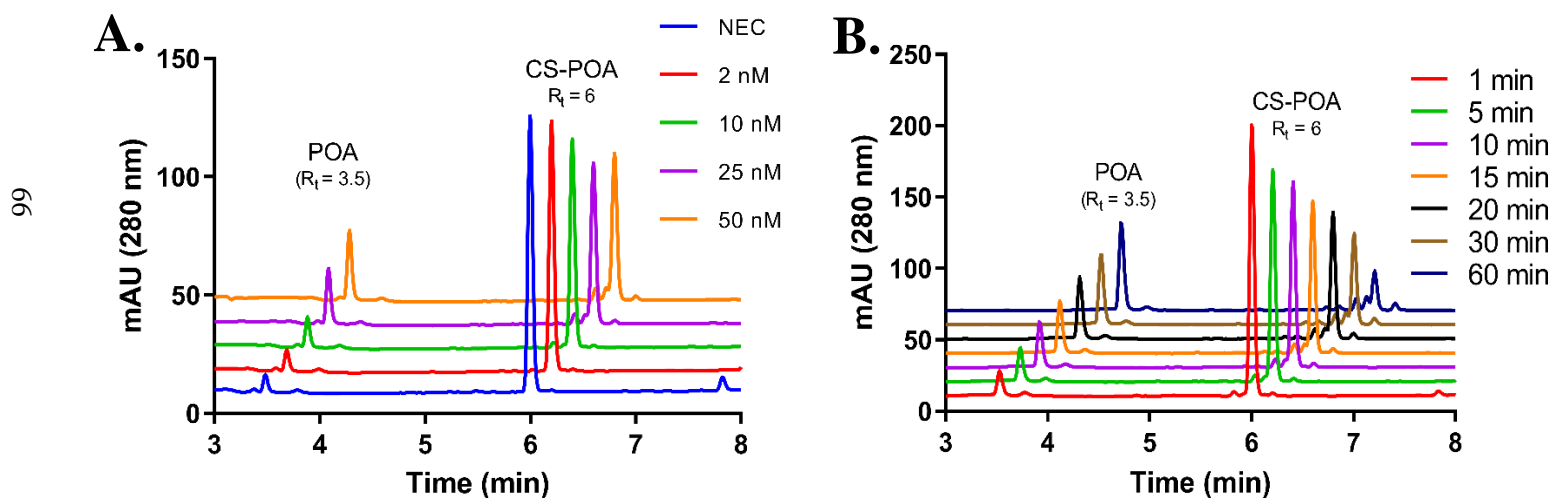 66
A.
150
100
50
0
mAU (280 nm)
3 4 5 6 7 8
Time (min)
POA
(Rt = 3.5)
CS-POA
Rt = 6
NEC
2 nM
10 nM
25 nM
50 nM
B.
250
200
150
100
50
0
mAU (280 nm)
3 4 5 6 7 8
Time (min)
POA
(Rt = 3.5)
CS-POA
Rt = 6
1 min
5 min
10 min
15 min
20 min
30 min
60 min